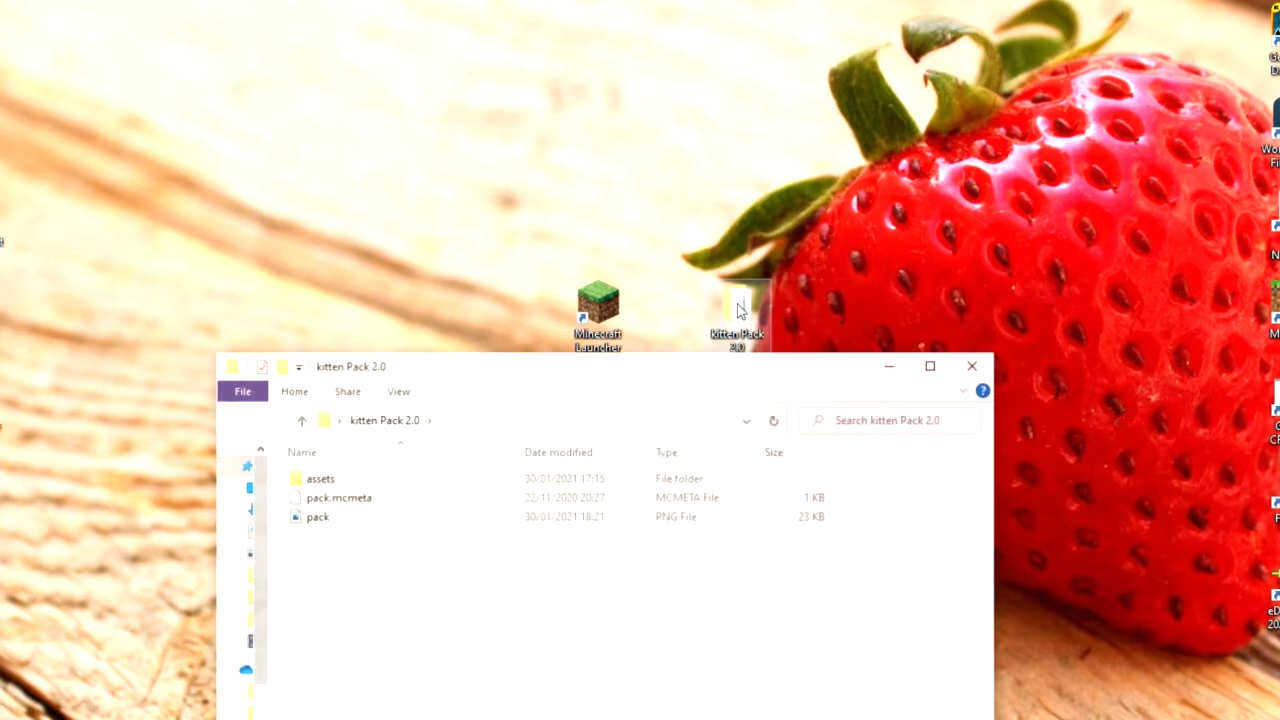 Minecraft
Launcher
kitten Pack
2.0
kitten Pack 2.0
File
Home
Share
View
kitten Pack 2.0
Search kitten Pack 2.0
Name
Date modified
Type
Size
assets
30/01/2021 17:15
File folder
pack.mcmeta
22/11/2020 20:27
MCMETA File
1 KB
pack
30/01/2021 18:21
PNG File
23 KB